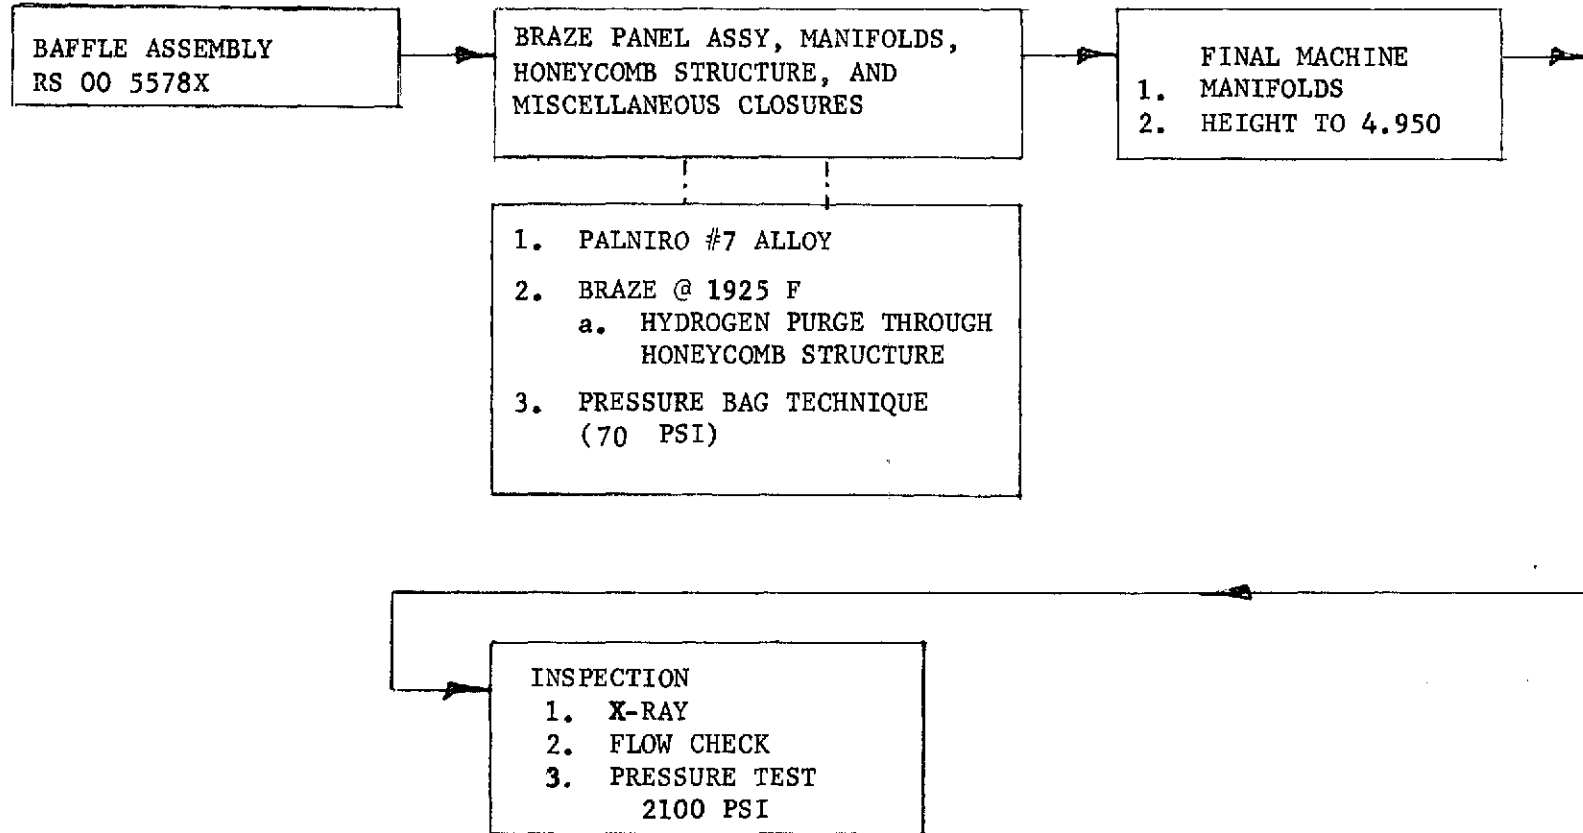 BAFFLE ASSEMBLY
RS OO 5578X
BRAZE PANEL ASSY, MANIFOLDS,
HONEYCOMB STRUCTURE, AND
MISCELLANEOUS CLOSURES
FINAL MACHINE
1. MANIFOLDS
2. HEIGHT TO 4.950
1. PALNIRO #7 ALLOY
2. BRAZE @ 1925 F
a. HYDROGEN PURGE THROUGH
HONEYCOMB STRUCTURE
3. PRESSURE BAG TECHNIQUE
(70 PSI)
INSPECTION
1. X-RAY
2. FLOW CHECK
3. PRESSURE TEST
2100 PSI